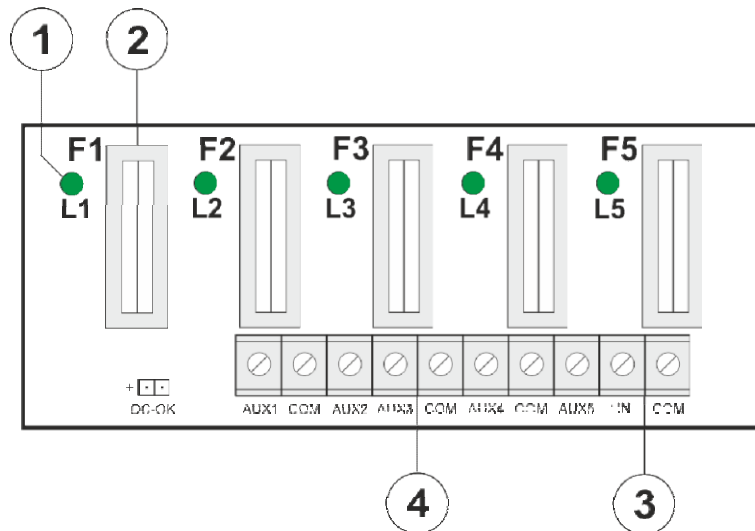 1 2
F1 F2 F3 F4 F5
L1 L2 L3 L4 L5
+
DC-OK AUX1 COM AUX2 AUX3 COM AUX4 COM AUX5 COM
4 3